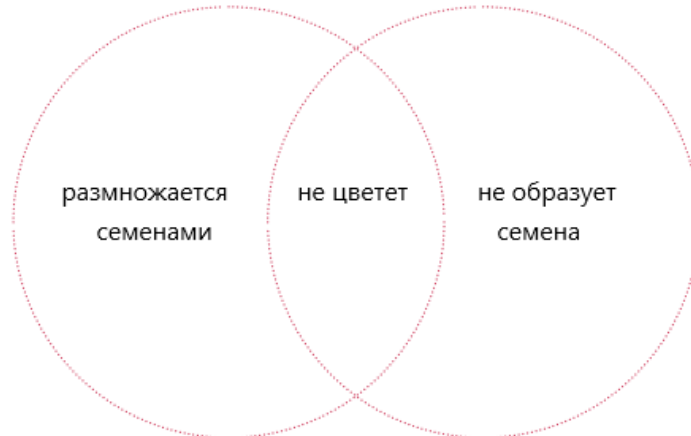 размножается
семенами
не цветет
не образует
семена